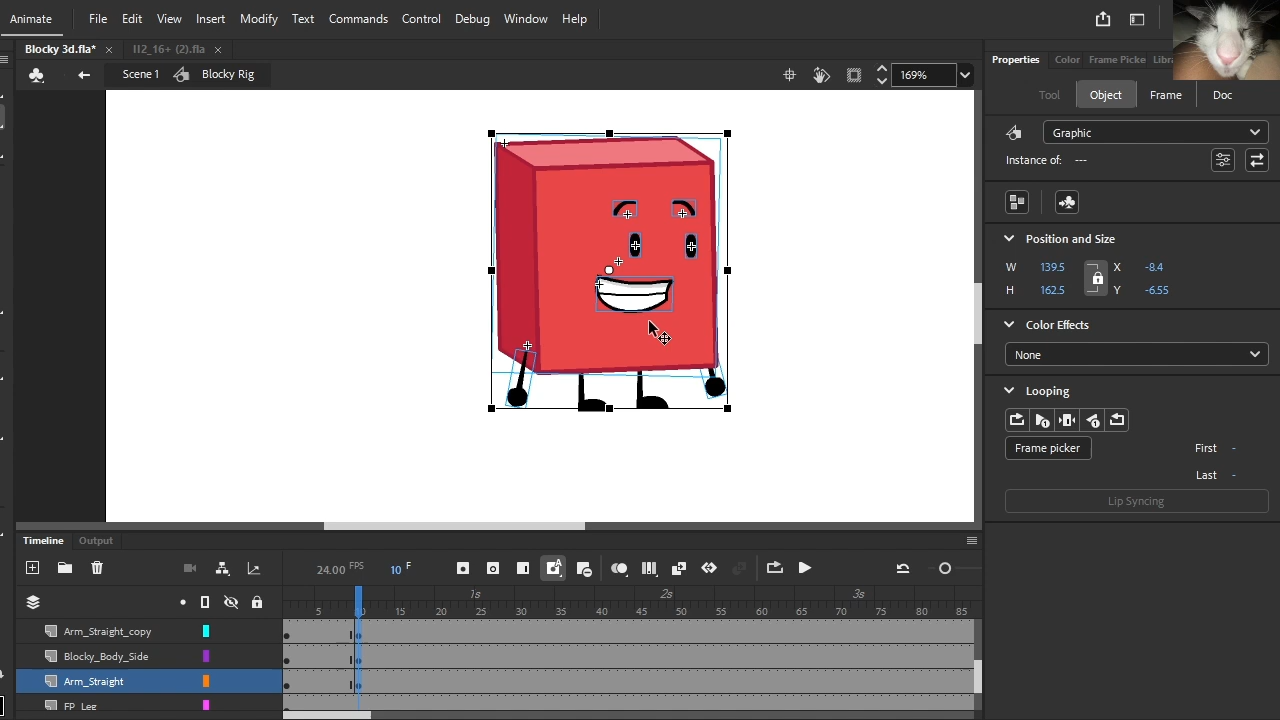 Animate File Edit View Insert Modify Text Commands Control Debug Window Help
Blocky 3d.fla* II2_16+ (2).fla
Properties Color Frame Picke Libra
Scene 1 Blocky Rig 169%
Tool Object Frame Doc
Graphic
Instance of: ---
Position and Size
W 139.5 X -8.4
H 162.5 Y -6.55
Color Effects
None
Looping
Frame picker First -
Last -
Lip Syncing
Timeline Output
24.00 FPS 10 F
1s 2s 3s
5 10 15 20 25 30 35 40 45 50 55 60 65 70 75 80 85
Arm_Straight_copy
Blocky_Body_Side
Arm_Straight
FP_Leg